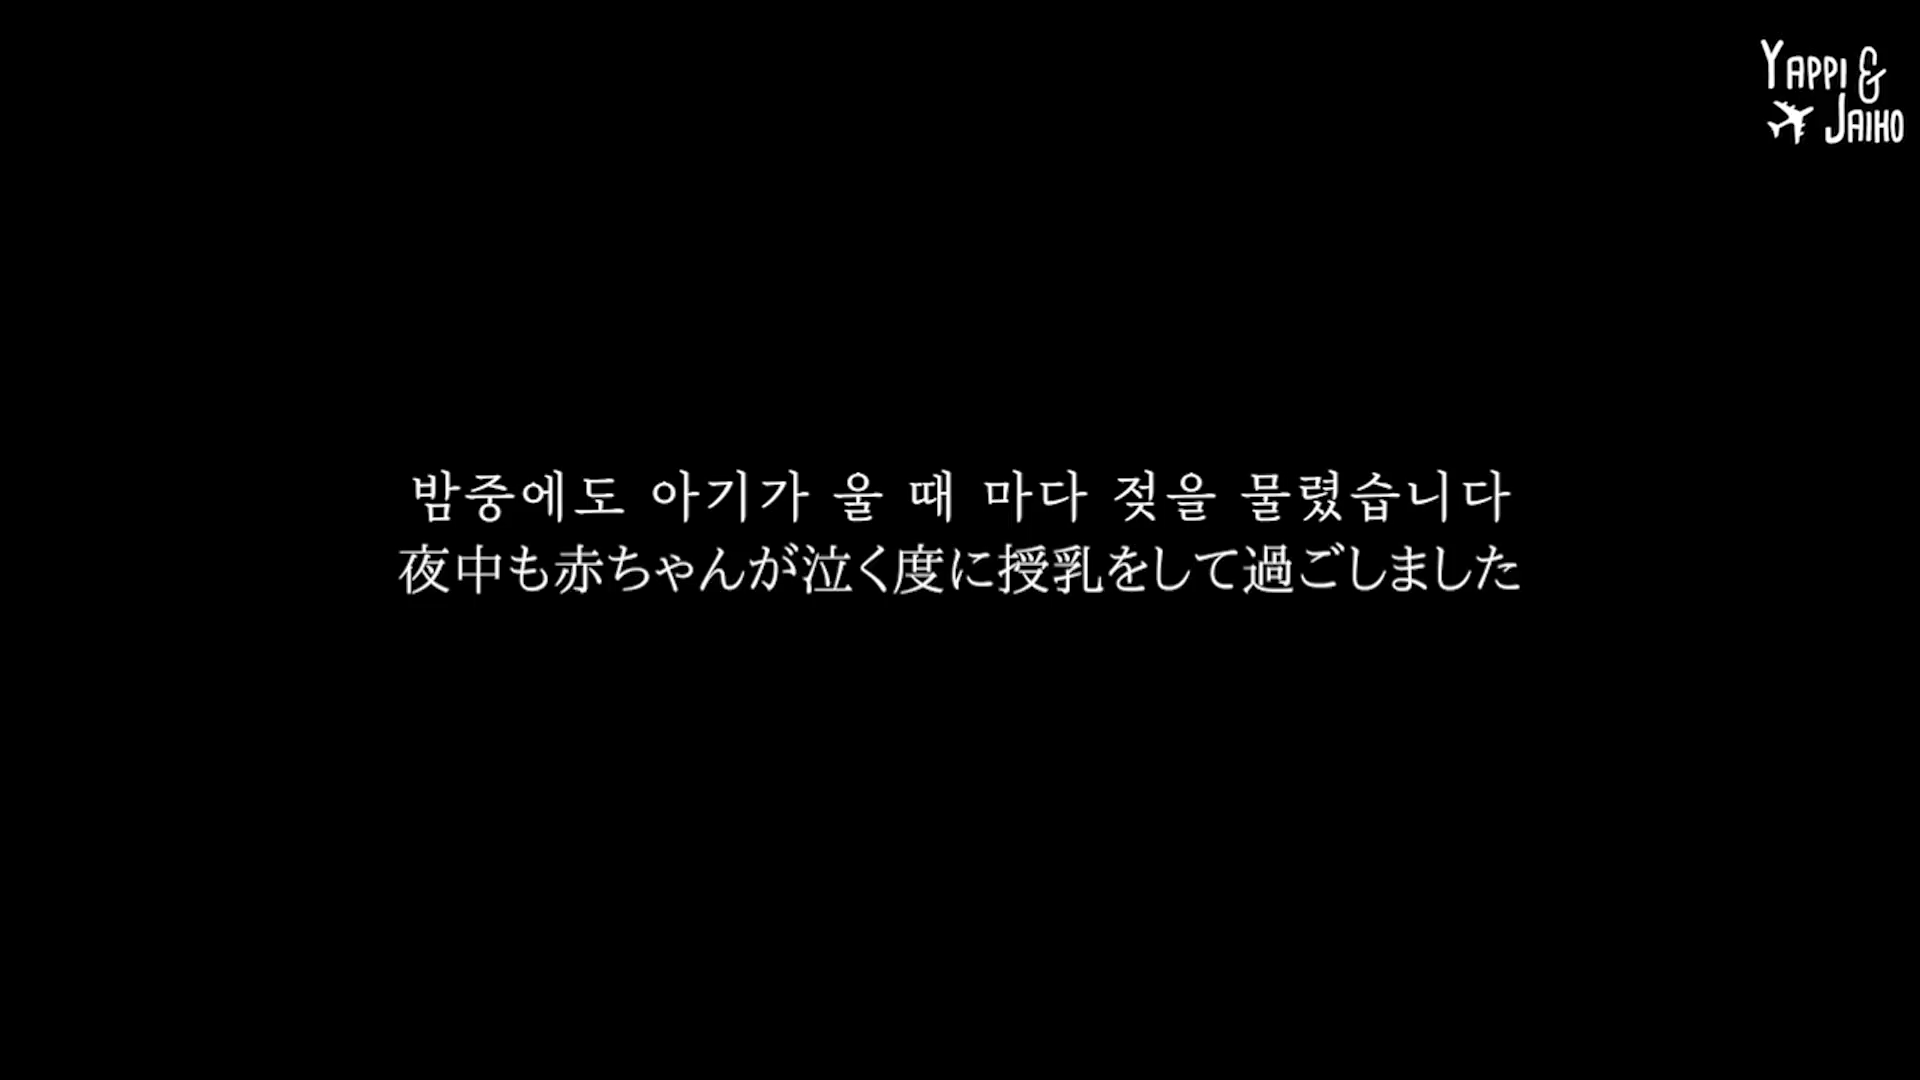 YAPPI &
JAIHO
밤중에도 아기가 울 때 마다 젖을 물렸습니다
夜中も赤ちゃんが泣く度に授乳をして過ごしました